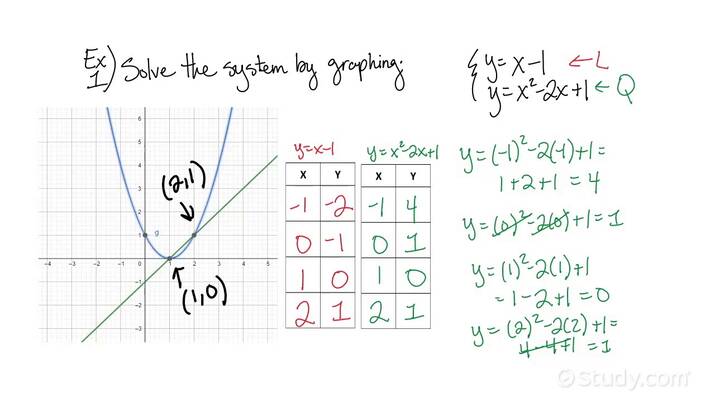 Ex 1) Solve the system by graphing:
{ y = x - 1 ← L
y = x² - 2x + 1 ← Q
6
5
4
3
2
1
0
-1
-2
-3
-4 -3 -2 -1 0 1 2 3 4 5
(2,1)
(1,0)
g
y = x - 1
X Y
-1 -2
0 -1
1 0
2 1
y = x² - 2x + 1
X Y
-1 4
0 1
1 0
2 1
y = (-1)² - 2(-1) + 1 =
1 + 2 + 1 = 4
y = (0)² - 2(0) + 1 = 1
y = (1)² - 2(1) + 1
= 1 - 2 + 1 = 0
y = (2)² - 2(2) + 1 =
4 - 4 + 1 = 1
Study.com